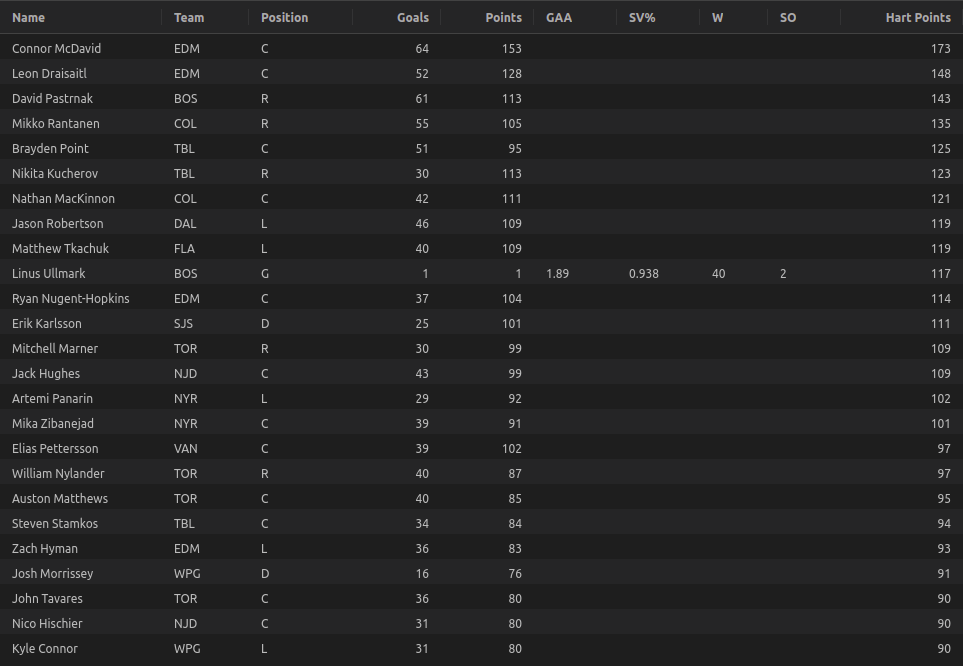 Name Team Position Goals Points GAA SV% W SO Hart Points
Connor McDavid EDM C 64 153 173
Leon Draisaitl EDM C 52 128 148
David Pastrnak BOS R 61 113 143
Mikko Rantanen COL R 55 105 135
Brayden Point TBL C 51 95 125
Nikita Kucherov TBL R 30 113 123
Nathan MacKinnon COL C 42 111 121
Jason Robertson DAL L 46 109 119
Matthew Tkachuk FLA L 40 109 119
Linus Ullmark BOS G 1 1 1.89 0.938 40 2 117
Ryan Nugent-Hopkins EDM C 37 104 114
Erik Karlsson SJS D 25 101 111
Mitchell Marner TOR R 30 99 109
Jack Hughes NJD C 43 99 109
Artemi Panarin NYR L 29 92 102
Mika Zibanejad NYR C 39 91 101
Elias Pettersson VAN C 39 102 97
William Nylander TOR R 40 87 97
Auston Matthews TOR C 40 85 95
Steven Stamkos TBL C 34 84 94
Zach Hyman EDM L 36 83 93
Josh Morrissey WPG D 16 76 91
John Tavares TOR C 36 80 90
Nico Hischier NJD C 31 80 90
Kyle Connor WPG L 31 80 90